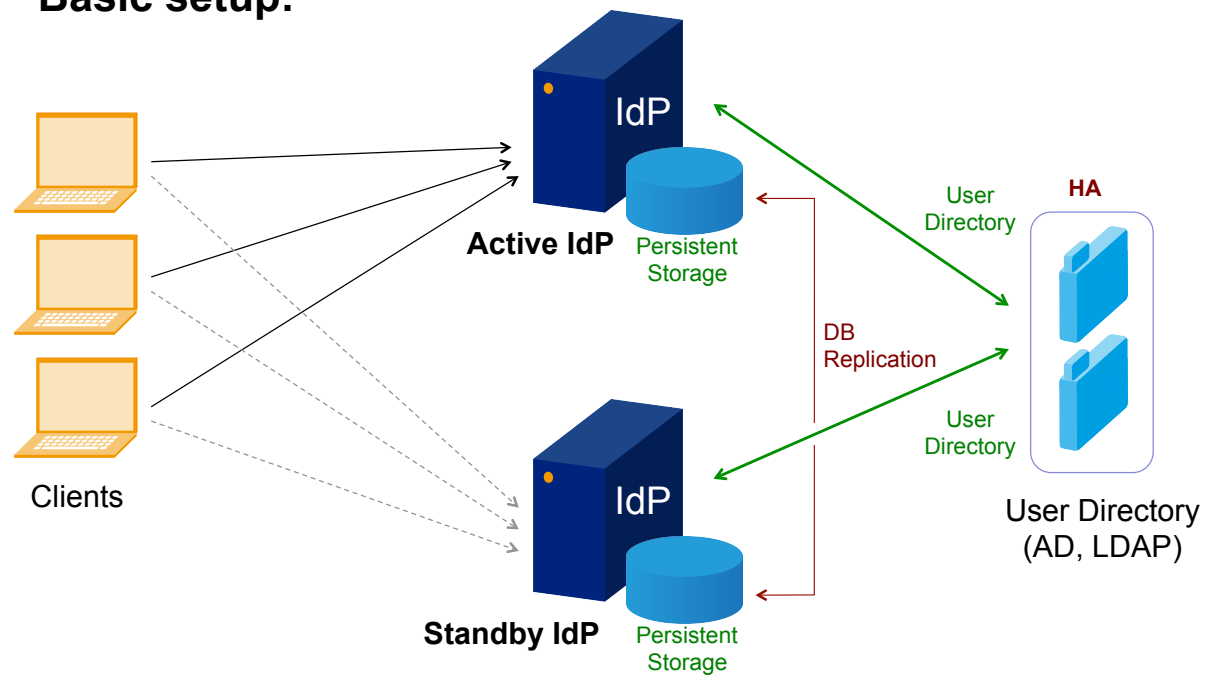 Basic setup:
IdP
Active IdP
Persistent
Storage
User
Directory
HA
DB
Replication
User
Directory
Clients
IdP
User Directory
(AD, LDAP)
Standby IdP
Persistent
Storage